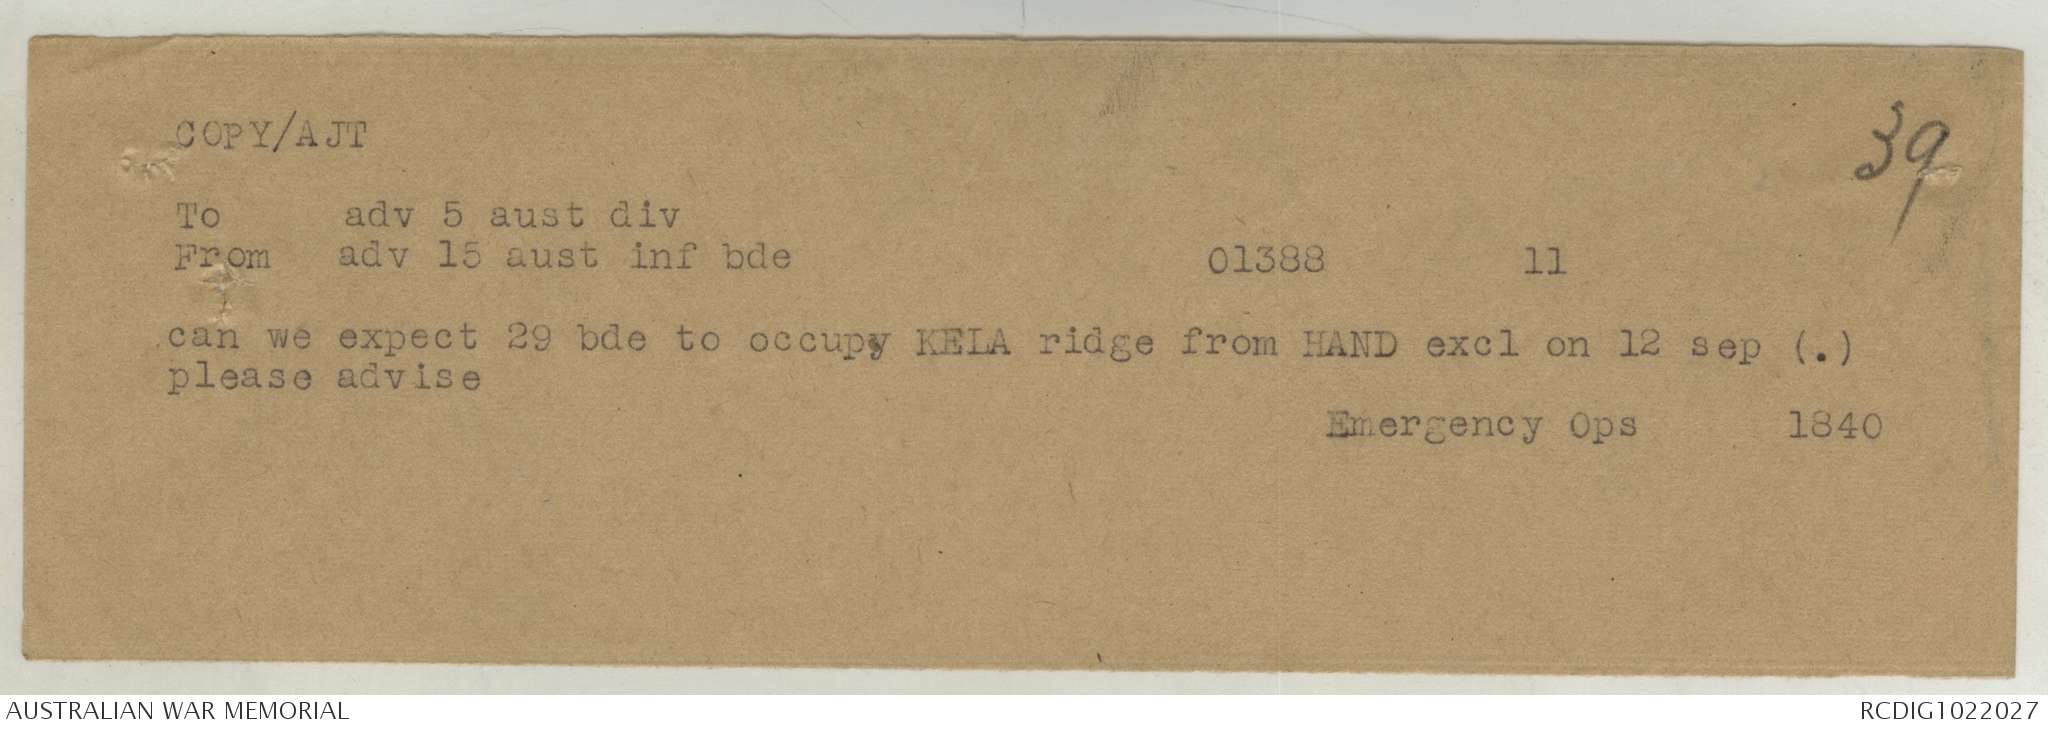 39
COPY/AJT
To adv 5 aust div
From adv 15 aust inf bde 01388 11
can we expect 29 bde to occupy KELA ridge from HAND excl on 12 sep (.)
please advise
Emergency Ops 1840
AUSTRALIAN WAR MEMORIAL RCDIG1022027